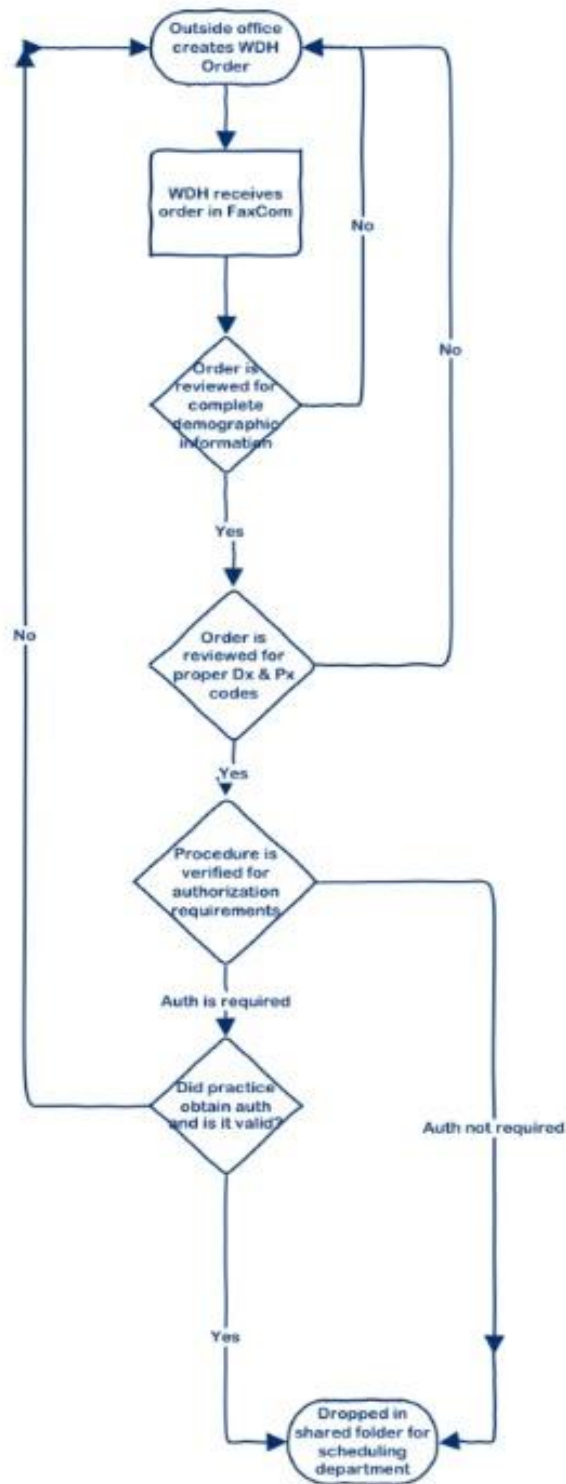 Outside office
creates WDH
Order
WDH receives
order in FaxCom
No
No
Order is
reviewed for
complete
demographic
information
Yes
No
Order is
reviewed for
proper Dx & Px
codes
Yes
Procedure is
verified for
authorization
requirements
Auth is required
Did practice
obtain auth
and is it valid?
Auth not required
Yes
Dropped in
shared folder for
scheduling
department